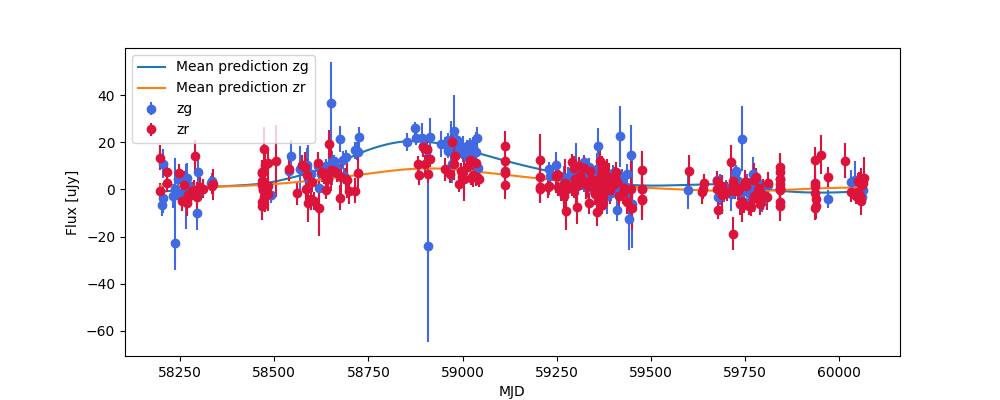 Mean prediction zg
Mean prediction zr
zg
zr
Flux [uJy]
40
20
0
−20
−40
−60
58250
58500
58750
59000
59250
59500
59750
60000
MJD